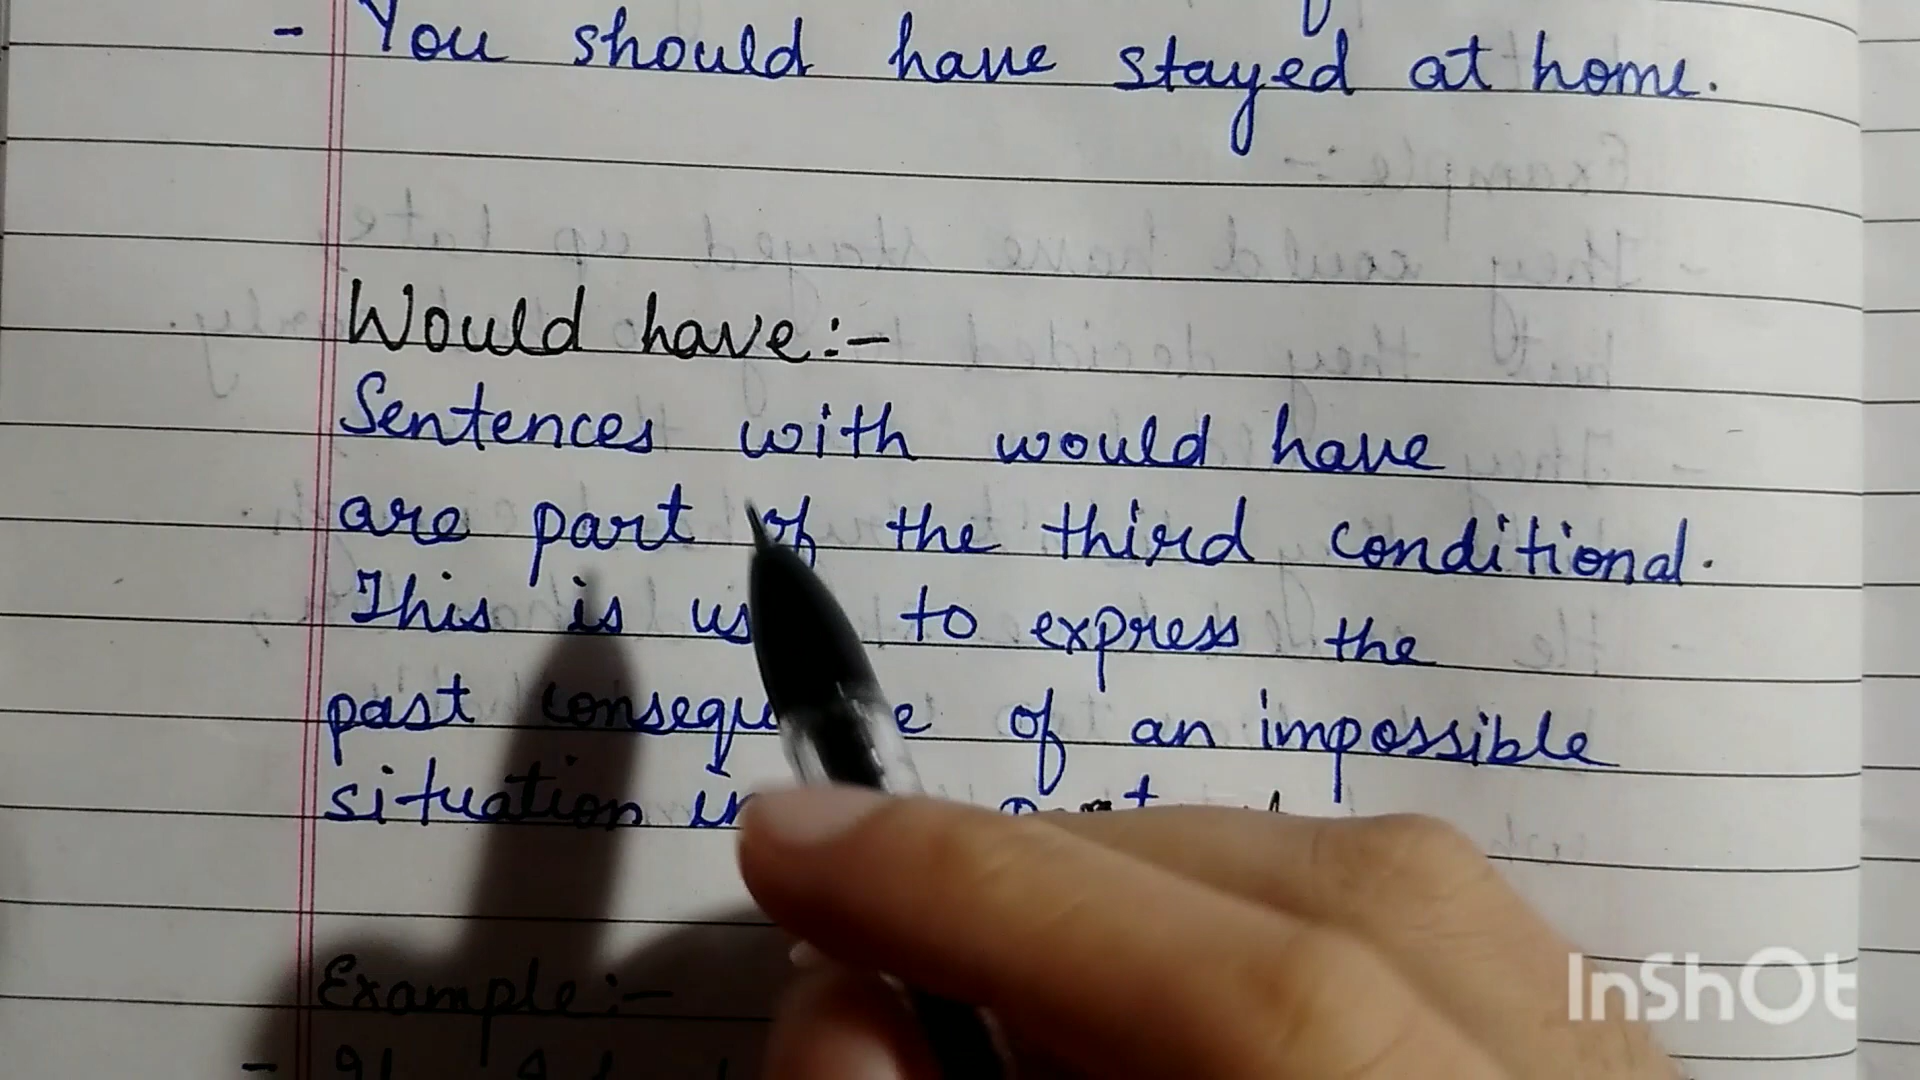 - You should have stayed at home.
Would have:-
Sentences with would have
are part of the third conditional.
This is to express the
past of an impossible
situation in
Example:-
-
InShOt